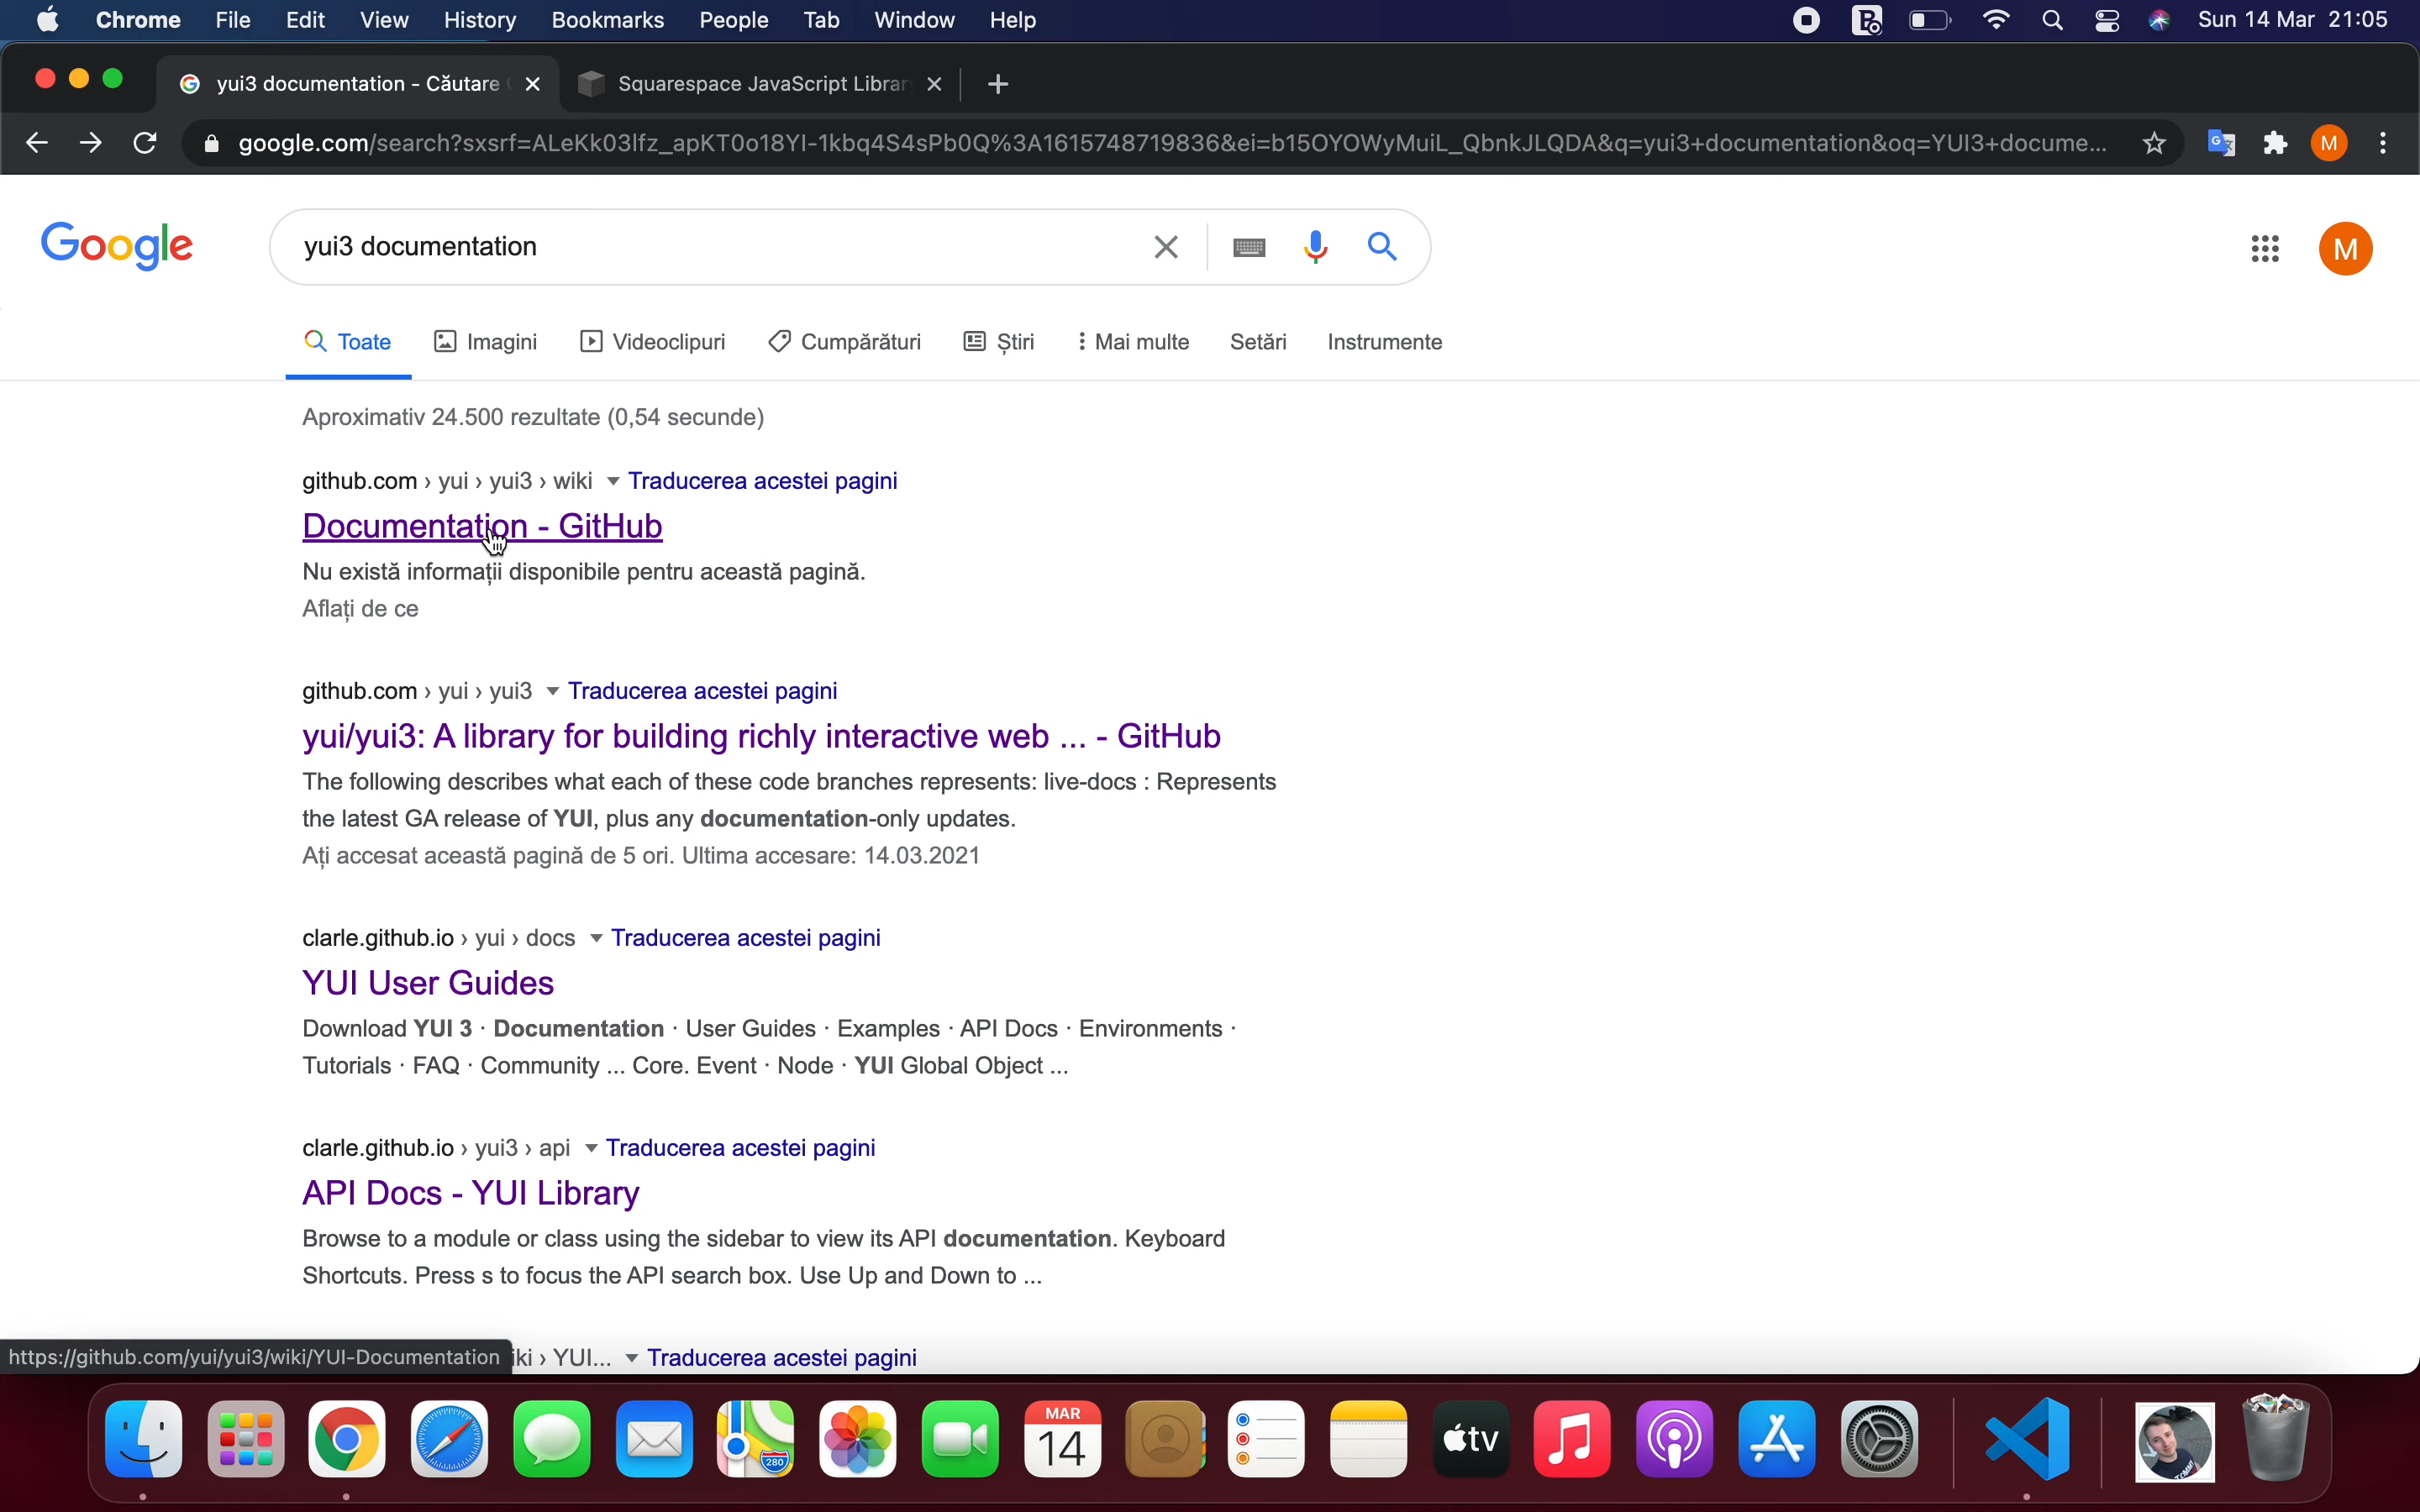 Chrome File Edit View History Bookmarks People Tab Window Help Sun 14 Mar 21:05
yui3 documentation - Căutare Squarespace JavaScript Librar
google.com/search?sxsrf=ALeKk03lfz_apKT0o18YI-1kbq4S4sPb0Q%3A1615748719836&ei=b15OYOWyMuiL_QbnkJLQDA&q=yui3+documentation&oq=YUI3+docume... M
Google yui3 documentation M
Toate Imagini Videoclipuri Cumpărături Știri Mai multe Setări Instrumente
Aproximativ 24.500 rezultate (0,54 secunde)
github.com › yui › yui3 › wiki Traducerea acestei pagini
Documentation - GitHub
Nu există informații disponibile pentru această pagină.
Aflați de ce
github.com › yui › yui3 Traducerea acestei pagini
yui/yui3: A library for building richly interactive web ... - GitHub
The following describes what each of these code branches represents: live-docs : Represents
the latest GA release of YUI, plus any documentation-only updates.
Ați accesat această pagină de 5 ori. Ultima accesare: 14.03.2021
clarle.github.io › yui › docs Traducerea acestei pagini
YUI User Guides
Download YUI 3 · Documentation · User Guides · Examples · API Docs · Environments ·
Tutorials · FAQ · Community ... Core. Event · Node · YUI Global Object ...
clarle.github.io › yui3 › api Traducerea acestei pagini
API Docs - YUI Library
Browse to a module or class using the sidebar to view its API documentation. Keyboard
Shortcuts. Press s to focus the API search box. Use Up and Down to ...
https://github.com/yui/yui3/wiki/YUI-Documentation iki › YUI... Traducerea acestei pagini
MAR
14
280
tv